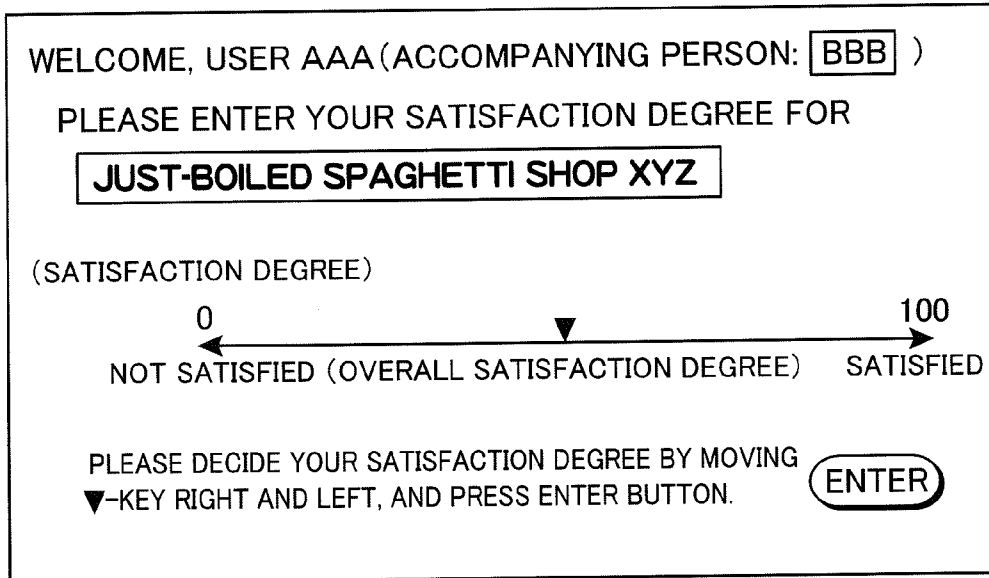 WELCOME, USER AAA(ACCOMPANYING PERSON: BBB )
PLEASE ENTER YOUR SATISFACTION DEGREE FOR
JUST-BOILED SPAGHETTI SHOP XYZ
(SATISFACTION DEGREE)
0 100
NOT SATISFIED (OVERALL SATISFACTION DEGREE) SATISFIED
PLEASE DECIDE YOUR SATISFACTION DEGREE BY MOVING
▼-KEY RIGHT AND LEFT, AND PRESS ENTER BUTTON.
ENTER